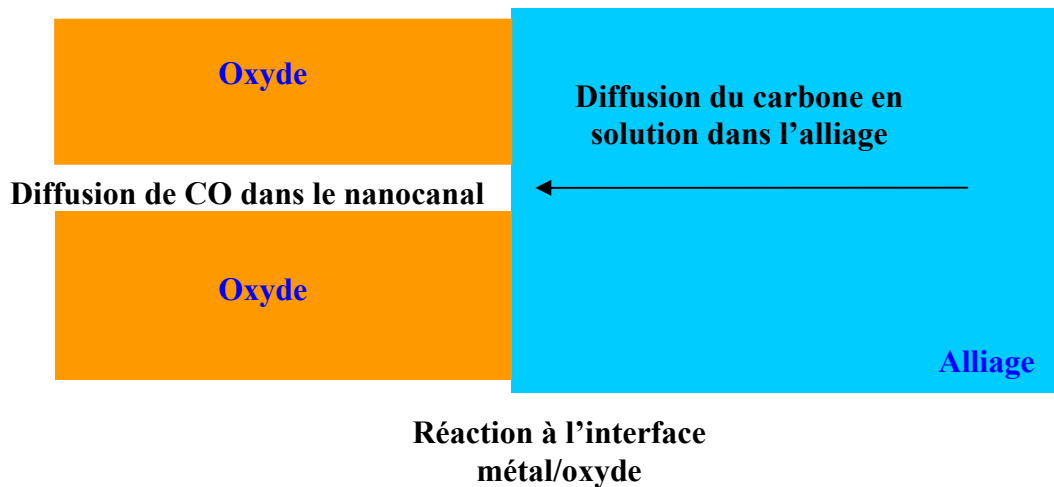 Oxyde
Diffusion du carbone en
solution dans l’alliage
Diffusion de CO dans le nanocanal
Oxyde
Alliage
Réaction à l’interface
métal/oxyde